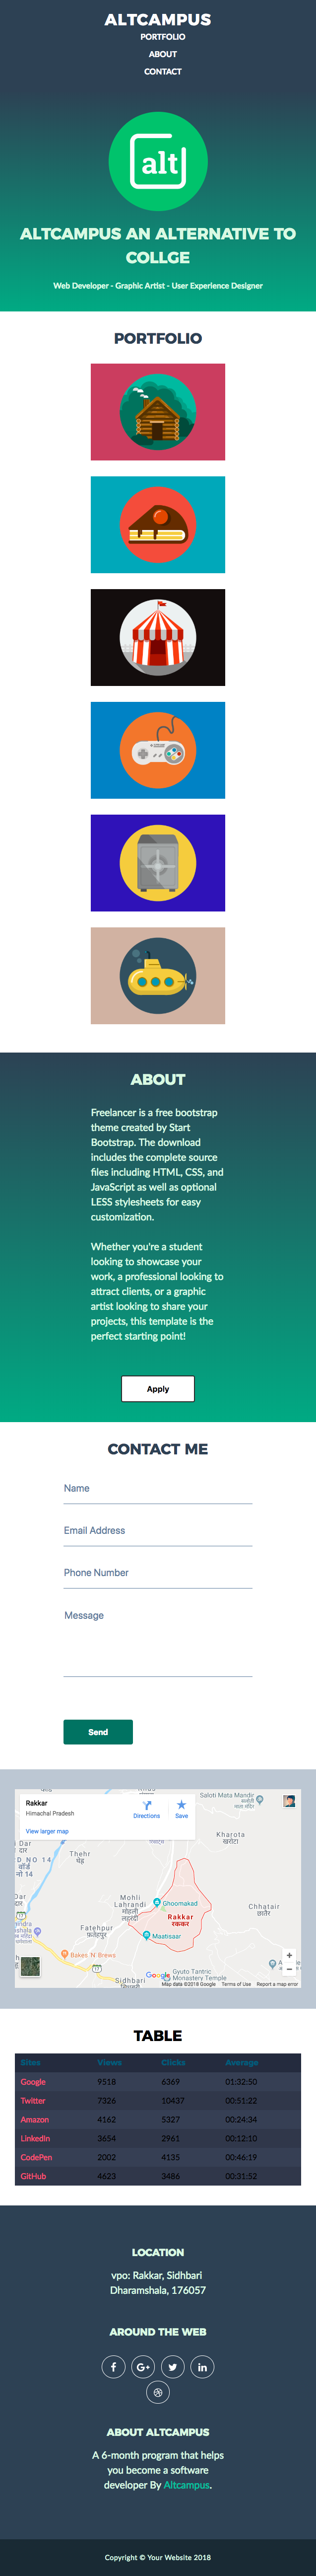 ALTCAMPUS
PORTFOLIO
ABOUT
CONTACT
alt
ALTCAMPUS AN ALTERNATIVE TO
COLLGE
Web Developer - Graphic Artist - User Experience Designer
PORTFOLIO
ABOUT
Freelancer is a free bootstrap
theme created by Start
Bootstrap. The download
includes the complete source
files including HTML, CSS, and
JavaScript as well as optional
LESS stylesheets for easy
customization.
Whether you're a student
looking to showcase your
work, a professional looking to
attract clients, or a graphic
artist looking to share your
projects, this template is the
perfect starting point!
Apply
CONTACT ME
Name
Email Address
Phone Number
Message
Send
Rakkar
Himachal Pradesh
Directions
Save
View larger map
Saloti Mata Mandir
Kharota
खरोटा
Thehr
Mohli
Lahrandi
Chhatair
Ghoornakad
Rakkar
रक्कर
Fatehpur
फ़तेहपुर
Maatisaar
Bakes 'N' Brews
Sidhbari
Gyuto Tantric
Monastery Temple
Google
Map data ©2018 Google
Terms of Use
Report a map error
TABLE
Sites Views Clicks Average
Google 9518 6369 01:32:50
Twitter 7326 10437 00:51:22
Amazon 4162 5327 00:24:34
LinkedIn 3654 2961 00:12:10
CodePen 2002 4135 00:46:19
GitHub 4623 3486 00:31:52
LOCATION
vpo: Rakkar, Sidhbari
Dharamshala, 176057
AROUND THE WEB
ABOUT ALTCAMPUS
A 6-month program that helps
you become a software
developer By Altcampus.
Copyright © Your Website 2018